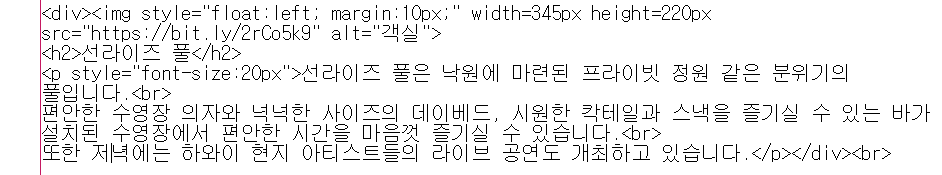 <div><img style="float:left; margin:10px;" width=345px height=220px
src="https://bit.ly/2rCo5k9" alt="객실">
<h2>선라이즈 풀</h2>
<p style="font-size:20px">선라이즈 풀은 낙원에 마련된 프라이빗 정원 같은 분위기의
풀입니다.<br>
편안한 수영장 의자와 넉넉한 사이즈의 데이베드, 시원한 칵테일과 스낵을 즐기실 수 있는 바가
설치된 수영장에서 편안한 시간을 마음껏 즐기실 수 있습니다.<br>
또한 저녁에는 하와이 현지 아티스트들의 라이브 공연도 개최하고 있습니다.</p></div><br>